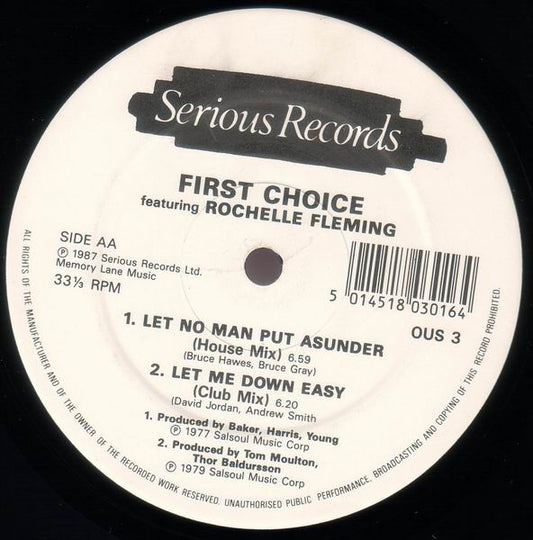 Serious Records
FIRST CHOICE
featuring ROCHELLE FLEMING
SIDE AA
℗ 1987 Serious Records Ltd.
Memory Lane Music
33⅓ RPM
5 014518 030164
OUS 3
1. LET NO MAN PUT ASUNDER
(House Mix) 6.59
(Bruce Hawes, Bruce Gray)
2. LET ME DOWN EASY
(Club Mix) 6.20
(David Jordan, Andrew Smith)
1. Produced by Baker, Harris, Young
℗ 1977 Salsoul Music Corp
2. Produced by Tom Moulton,
Thor Baldursson
℗ 1979 Salsoul Music Corp
ALL RIGHTS OF THE MANUFACTURER AND OF THE OWNER OF THE RECORDED WORK RESERVED. UNAUTHORISED PUBLIC PERFORMANCE, BROADCASTING AND COPYING OF THIS RECORD PROHIBITED.